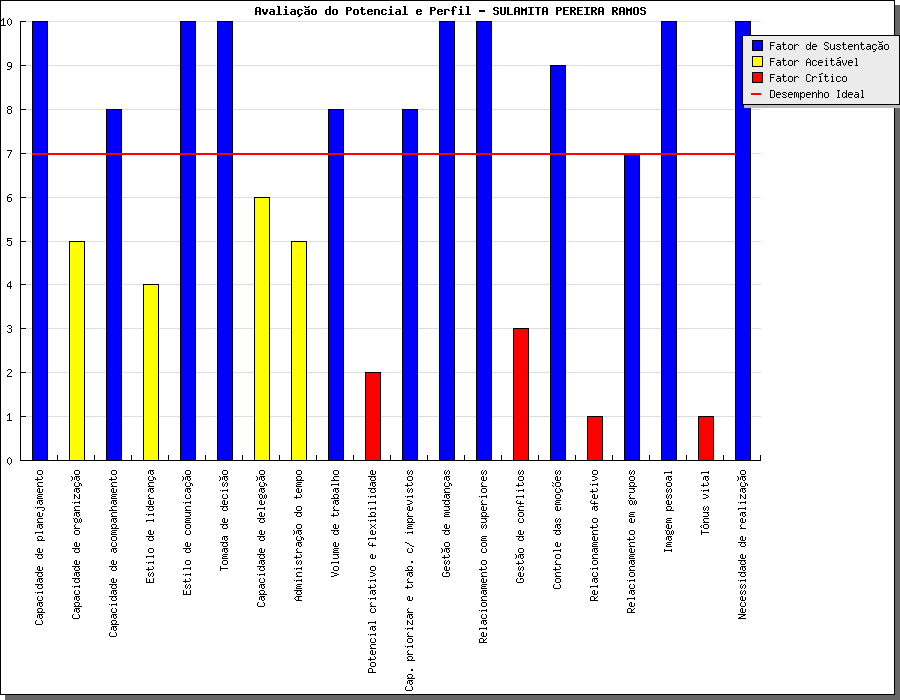 Avaliação do Potencial e Perfil - SULAMITA PEREIRA RAMOS
10
9
8
7
6
5
4
3
2
1
0
Fator de Sustentação
Fator Aceitável
Fator Crítico
Desempenho Ideal
Capacidade de planejamento
Capacidade de organização
Capacidade de acompanhamento
Estilo de liderança
Estilo de comunicação
Tomada de decisão
Capacidade de delegação
Administração do tempo
Volume de trabalho
Potencial criativo e flexibilidade
Cap. priorizar e trab. c/ imprevistos
Gestão de mudanças
Relacionamento com superiores
Gestão de conflitos
Controle das emoções
Relacionamento afetivo
Relacionamento em grupos
Imagem pessoal
Tônus vital
Necessidade de realização